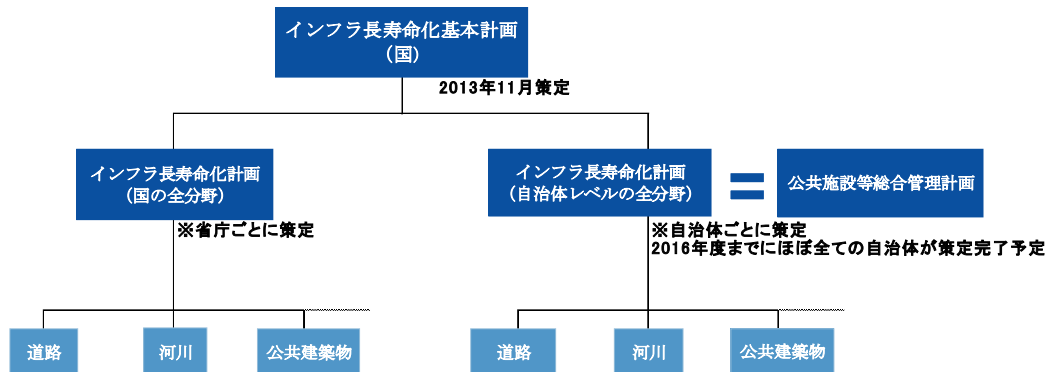 インフラ長寿命化基本計画
（国）
2013年11月策定
インフラ長寿命化計画
（国の全分野）
※省庁ごとに策定
インフラ長寿命化計画
（自治体レベルの全分野）
＝
公共施設等総合管理計画
※自治体ごとに策定
2016年度までにほぼ全ての自治体が策定完了予定
道路
河川
公共建築物
道路
河川
公共建築物